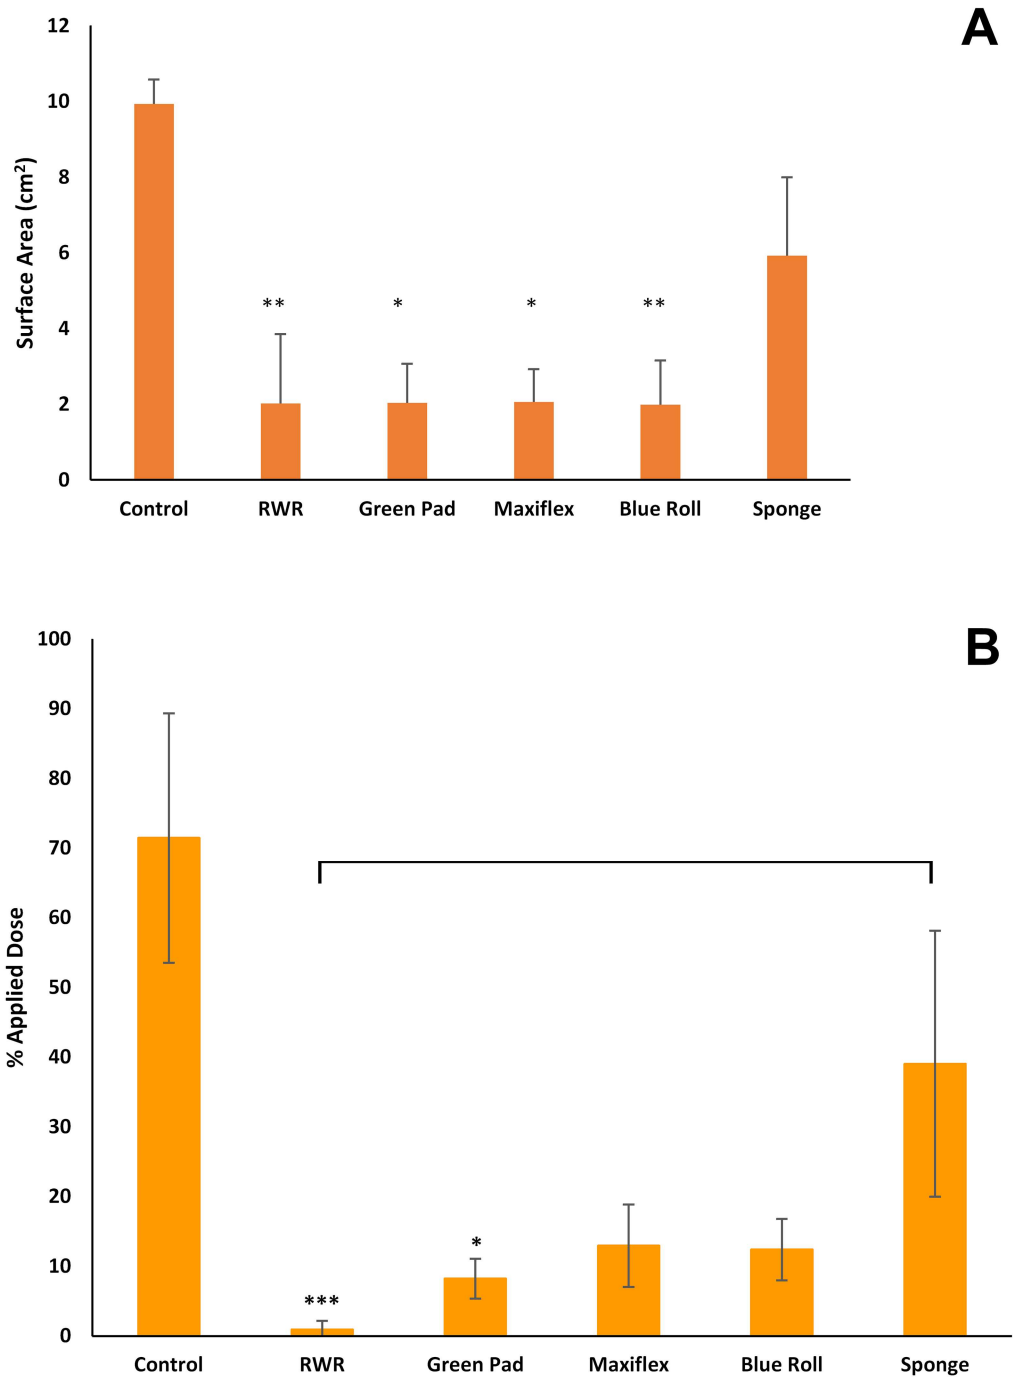 A
Surface Area (cm²)
12
10
8
6
4
2
0
** * * **
Control RWR Green Pad Maxiflex Blue Roll Sponge
B
% Applied Dose
100
90
80
70
60
50
40
30
20
10
0
*** *
Control RWR Green Pad Maxiflex Blue Roll Sponge